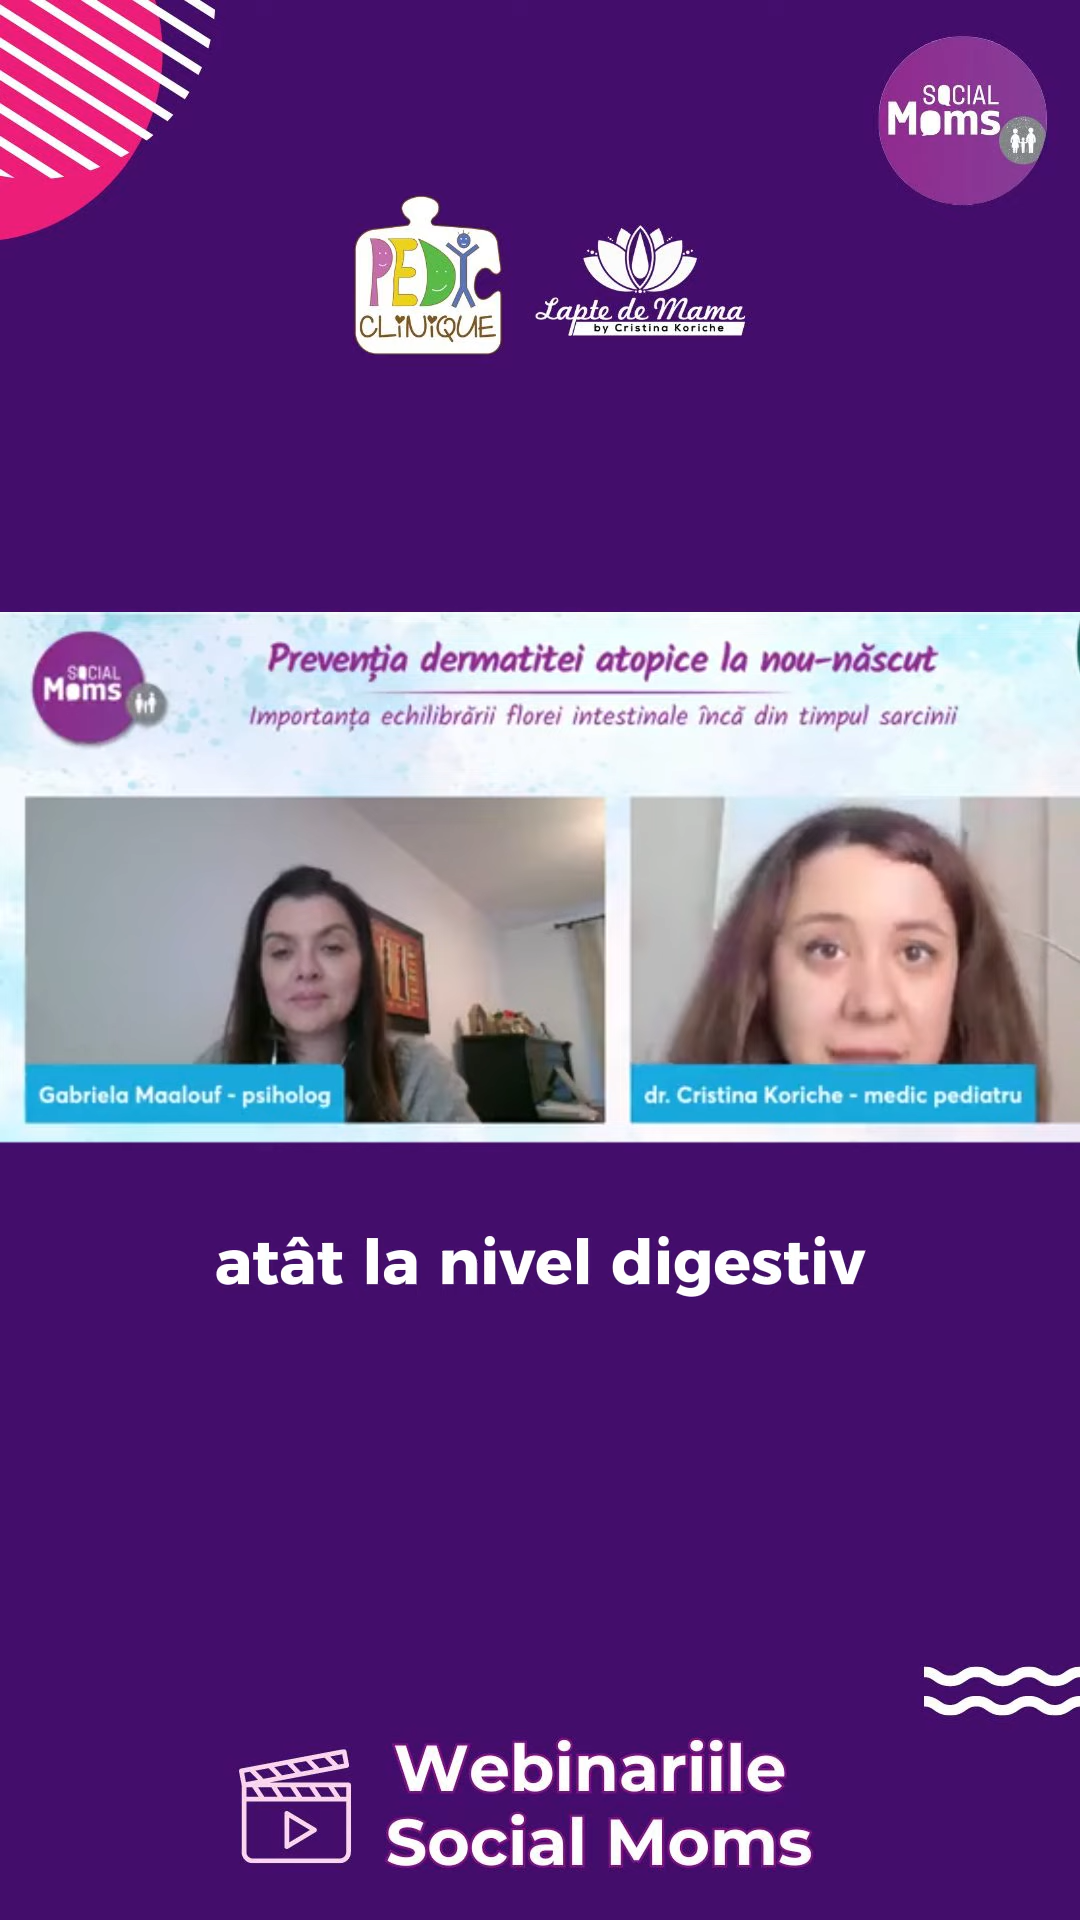 SOCIAL
Moms
PEDYC
CLINIQUE
Lapte de Mama
by Cristina Koriche
SOCIAL
Moms
Prevenția dermatitei atopice la nou-născut
Importanța echilibrării florei intestinale încă din timpul sarcinii
Gabriela Maalouf - psiholog
dr. Cristina Koriche - medic pediatru
atât la nivel digestiv
Webinariile
Social Moms